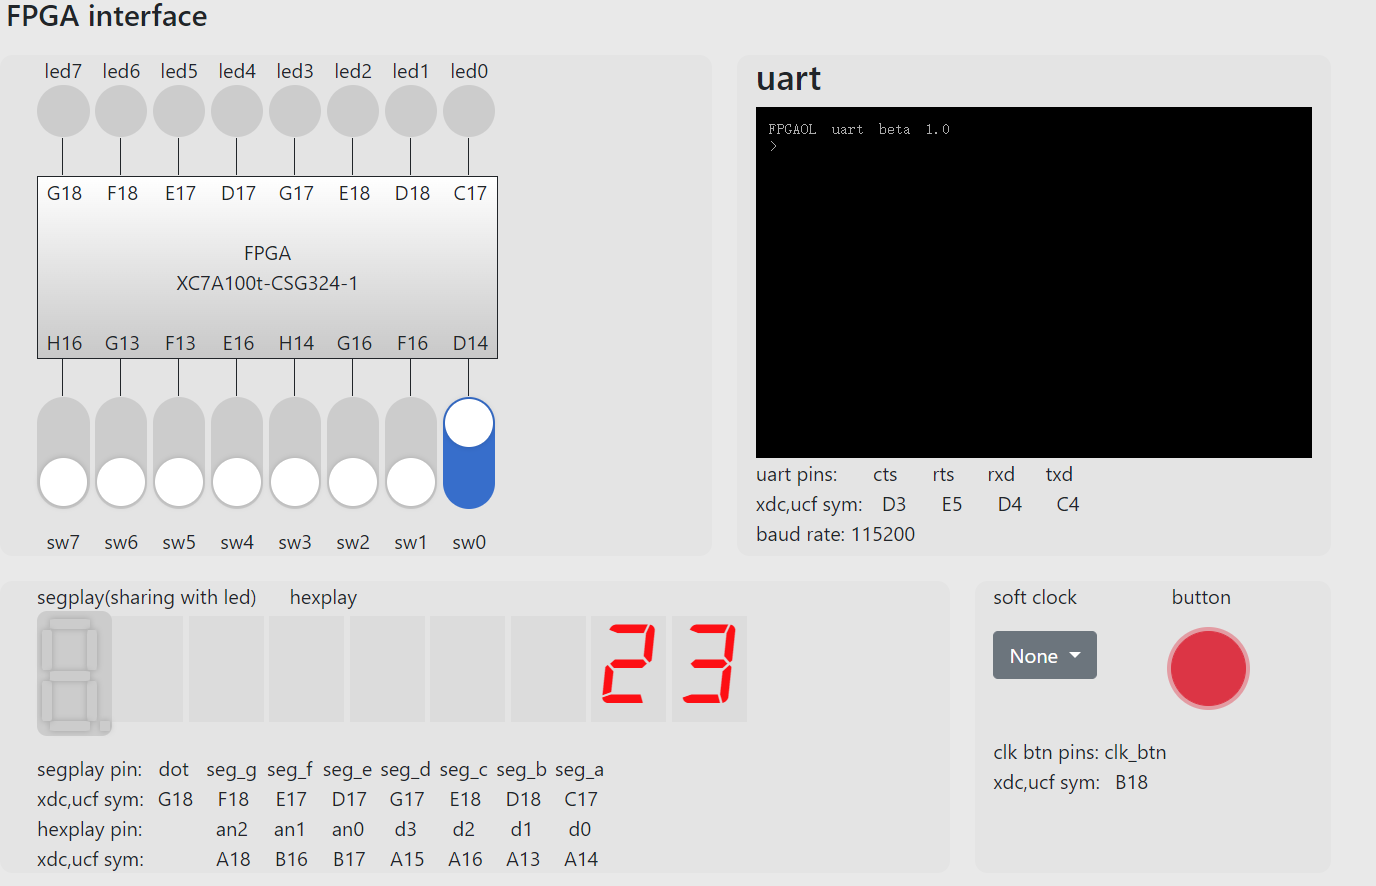 FPGA interface
led7 led6 led5 led4 led3 led2 led1 led0
G18 F18 E17 D17 G17 E18 D18 C17
FPGA
XC7A100t-CSG324-1
H16 G13 F13 E16 H14 G16 F16 D14
sw7 sw6 sw5 sw4 sw3 sw2 sw1 sw0
uart
FPGAOL uart beta 1.0
>
uart pins: cts rts rxd txd
xdc,ucf sym: D3 E5 D4 C4
baud rate: 115200
segplay(sharing with led) hexplay
23
segplay pin: dot seg_g seg_f seg_e seg_d seg_c seg_b seg_a
xdc,ucf sym: G18 F18 E17 D17 G17 E18 D18 C17
hexplay pin: an2 an1 an0 d3 d2 d1 d0
xdc,ucf sym: A18 B16 B17 A15 A16 A13 A14
soft clock button
None
clk btn pins: clk_btn
xdc,ucf sym: B18